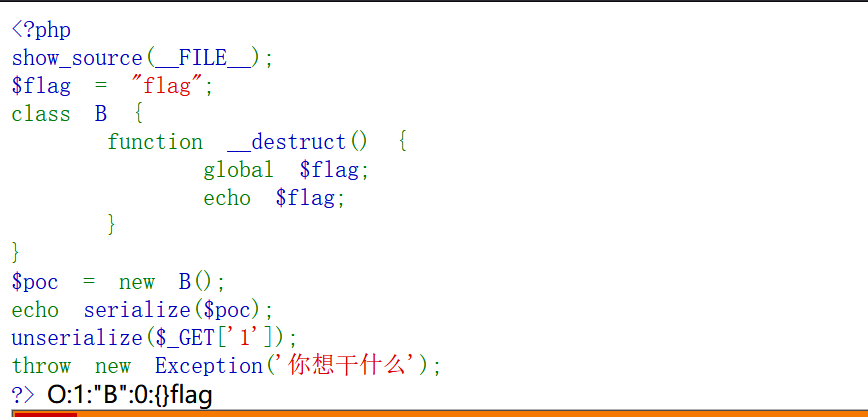 <?php
show_source(__FILE__);
$flag = "flag";
class B {
function __destruct() {
global $flag;
echo $flag;
}
}
$poc = new B();
echo serialize($poc);
unserialize($_GET['1']);
throw new Exception('你想干什么');
?> O:1:"B":0:{}flag